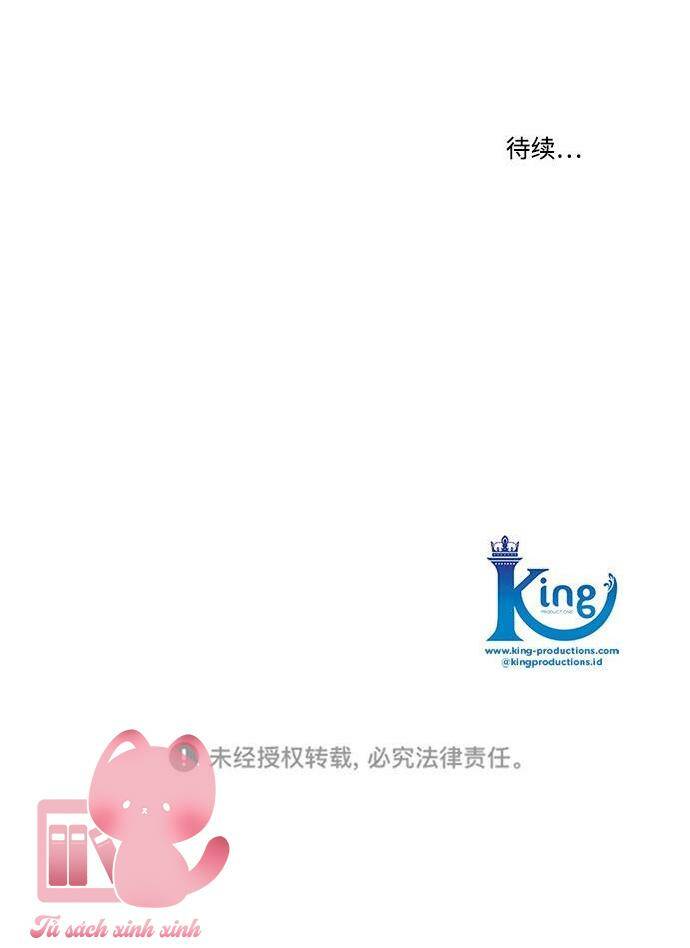 待续...
King
PRODUCTIONS
www.king-productions.com
@kingproductions.id
! 未经授权转载, 必究法律责任。
Tủ sách xinh xinh